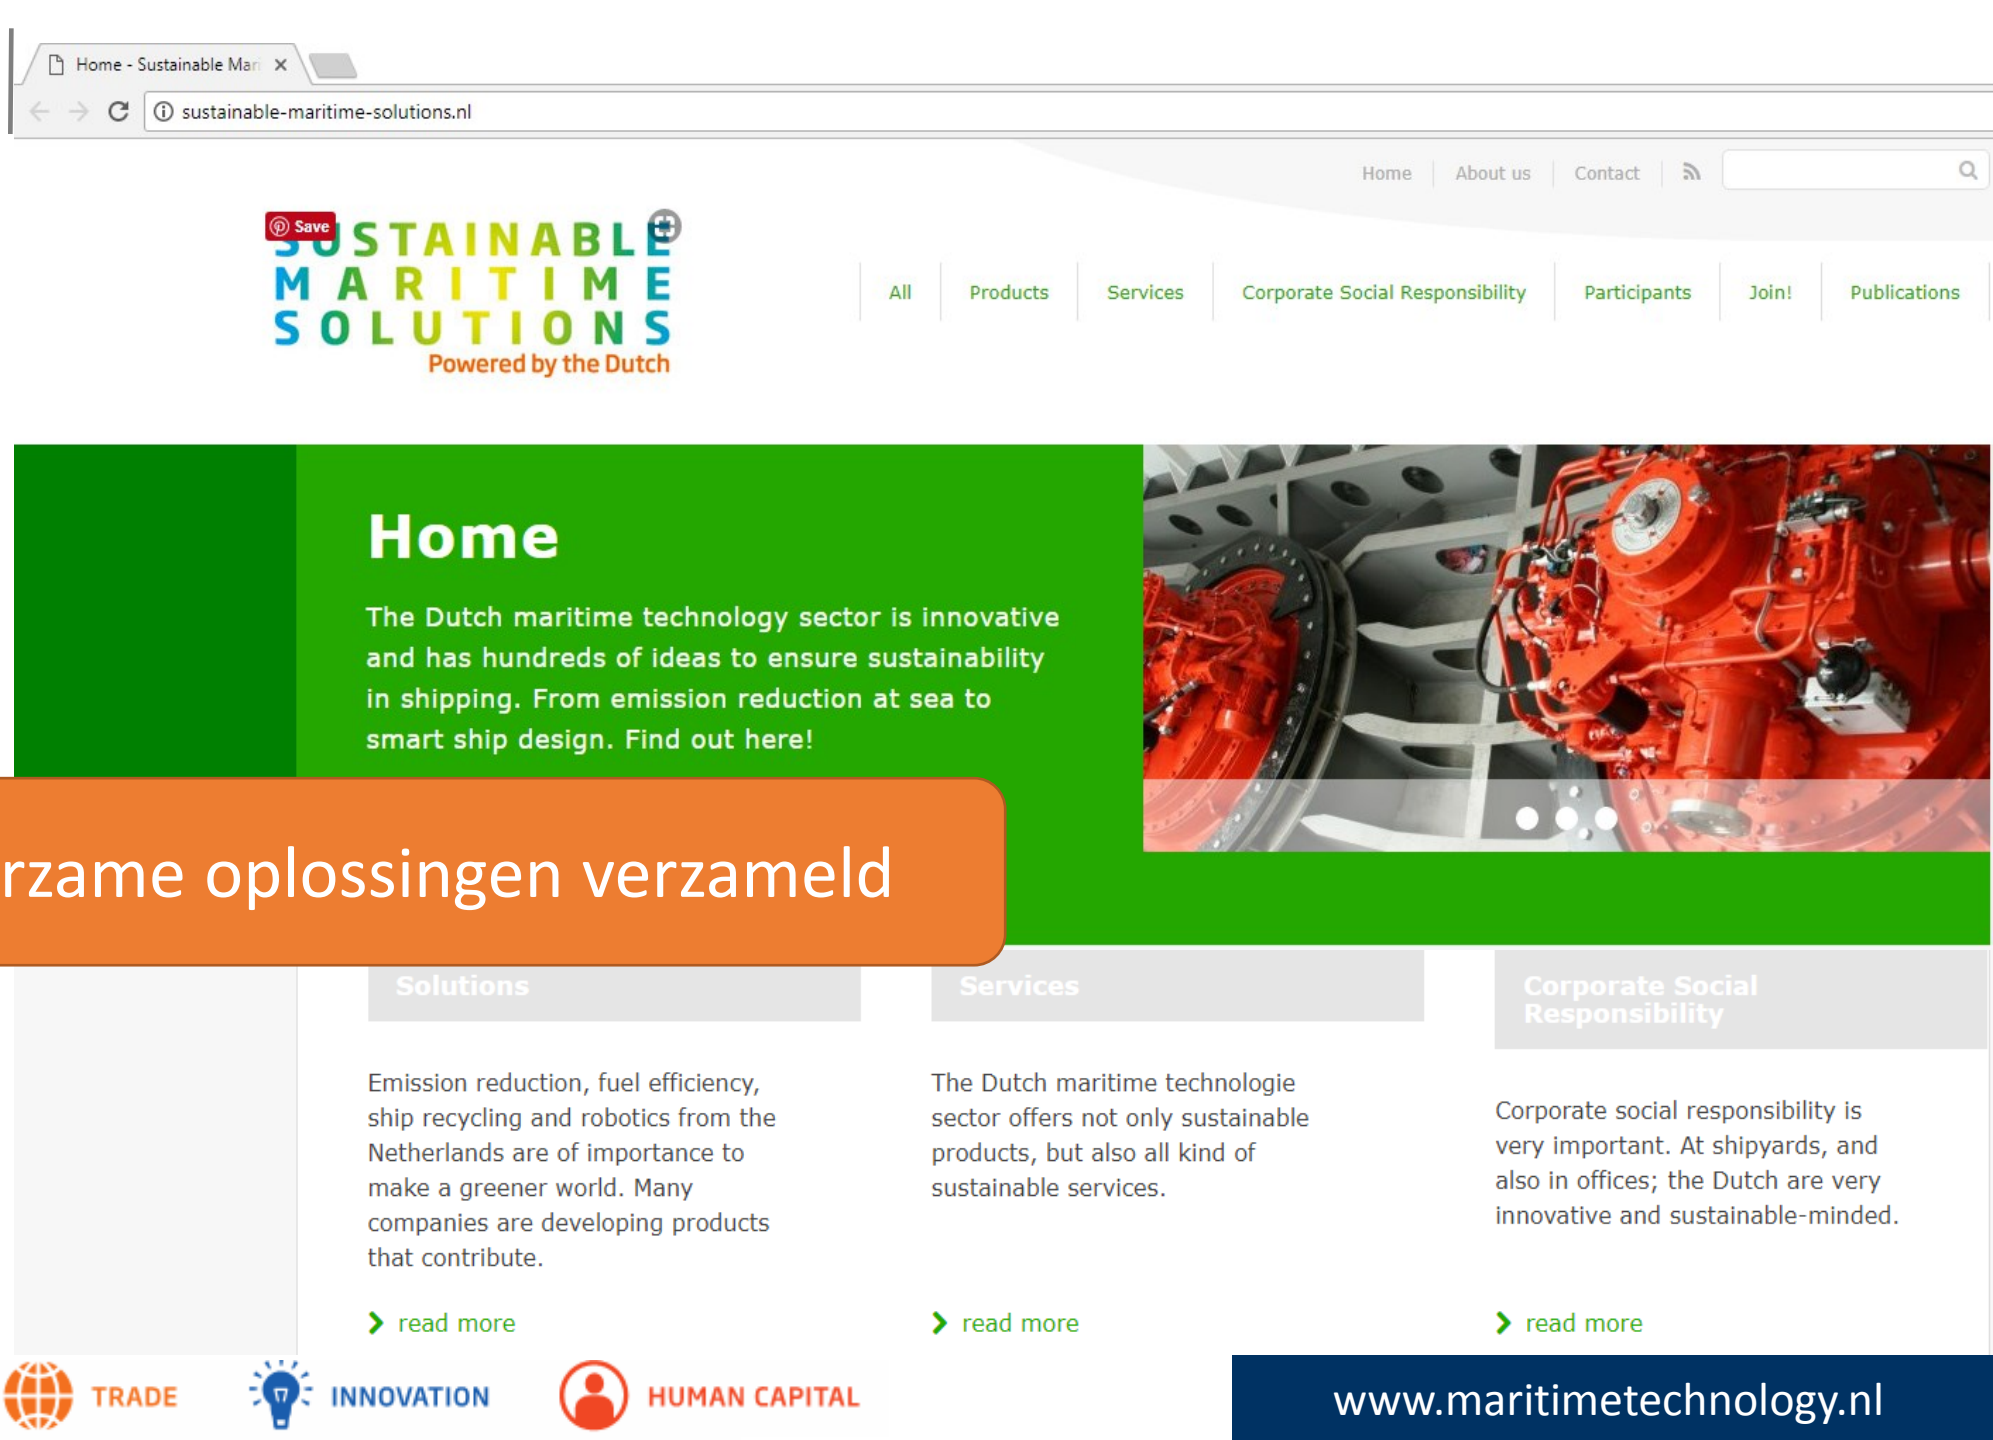 Home - Sustainable Mari
sustainable-maritime-solutions.nl
Home About us Contact
Save
SUSTAINABLE
MARITIME
SOLUTIONS
Powered by the Dutch
All Products Services Corporate Social Responsibility Participants Join! Publications
Home
The Dutch maritime technology sector is innovative
and has hundreds of ideas to ensure sustainability
in shipping. From emission reduction at sea to
smart ship design. Find out here!
rzame oplossingen verzameld
Solutions
Emission reduction, fuel efficiency,
ship recycling and robotics from the
Netherlands are of importance to
make a greener world. Many
companies are developing products
that contribute.
read more
Services
The Dutch maritime technologie
sector offers not only sustainable
products, but also all kind of
sustainable services.
read more
Corporate Social
Responsibility
Corporate social responsibility is
very important. At shipyards, and
also in offices; the Dutch are very
innovative and sustainable-minded.
read more
TRADE INNOVATION HUMAN CAPITAL
www.maritimetechnology.nl